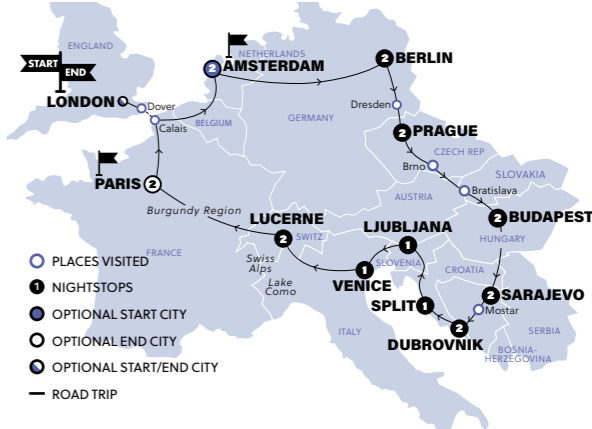 ENGLAND
START
END
LONDON
Dover
Calais
NETHERLANDS
2 AMSTERDAM
BELGIUM
GERMANY
2 BERLIN
Dresden
2 PRAGUE
CZECH REP
Brno
SLOVAKIA
Bratislava
AUSTRIA
2 BUDAPEST
HUNGARY
PARIS 2
Burgundy Region
LUCERNE
2
SWITZ
Swiss
Alps
Lake
Como
FRANCE
LJUBLJANA
1
SLOVENIA
1
VENICE
CROATIA
2 SARAJEVO
Mostar
SPLIT 1
2
DUBROVNIK
SERBIA
BOSNIA-
HERZEGOVINA
ITALY
PLACES VISITED
1 NIGHTSTOPS
OPTIONAL START CITY
OPTIONAL END CITY
OPTIONAL START/END CITY
ROAD TRIP